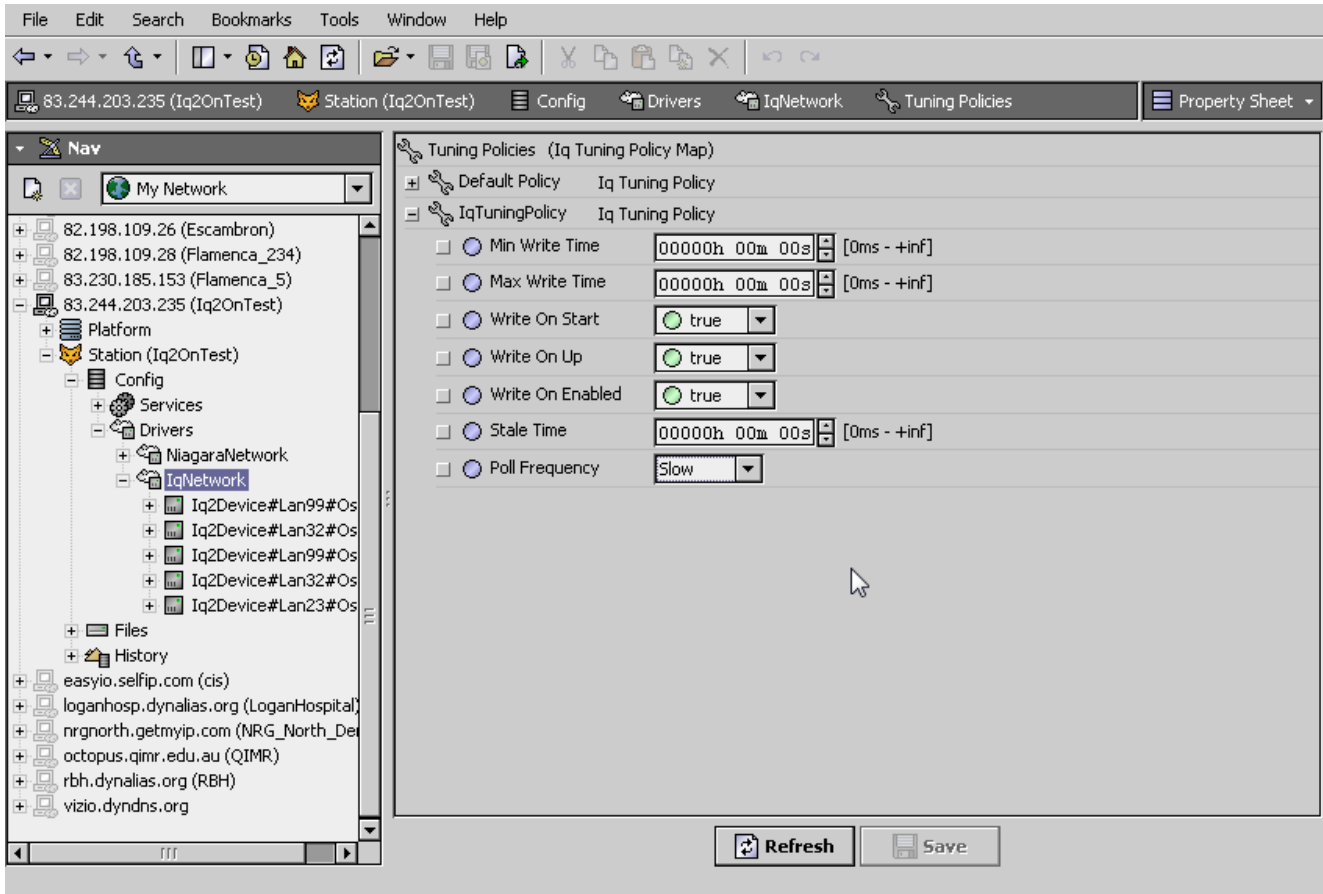 File Edit Search Bookmarks Tools Window Help
83.244.203.235 (Iq2OnTest) Station (Iq2OnTest) Config Drivers IqNetwork Tuning Policies Property Sheet
Nav
My Network
82.198.109.26 (Escambron)
82.198.109.28 (Flamenca_234)
83.230.185.153 (Flamenca_5)
83.244.203.235 (Iq2OnTest)
Platform
Station (Iq2OnTest)
Config
Services
Drivers
NiagaraNetwork
IqNetwork
Iq2Device#Lan99#Os
Iq2Device#Lan32#Os
Iq2Device#Lan99#Os
Iq2Device#Lan32#Os
Iq2Device#Lan23#Os
Files
History
easyio.selfip.com (cis)
loganhosp.dynalias.org (LoganHospital)
nrgnorth.getmyip.com (NRG_North_Der
octopus.qimr.edu.au (QIMR)
rbh.dynalias.org (RBH)
vizio.dyndns.org
Tuning Policies (Iq Tuning Policy Map)
Default Policy Iq Tuning Policy
IqTuningPolicy Iq Tuning Policy
Min Write Time 00000h 00m 00s [0ms - +inf]
Max Write Time 00000h 00m 00s [0ms - +inf]
Write On Start true
Write On Up true
Write On Enabled true
Stale Time 00000h 00m 00s [0ms - +inf]
Poll Frequency Slow
Refresh Save